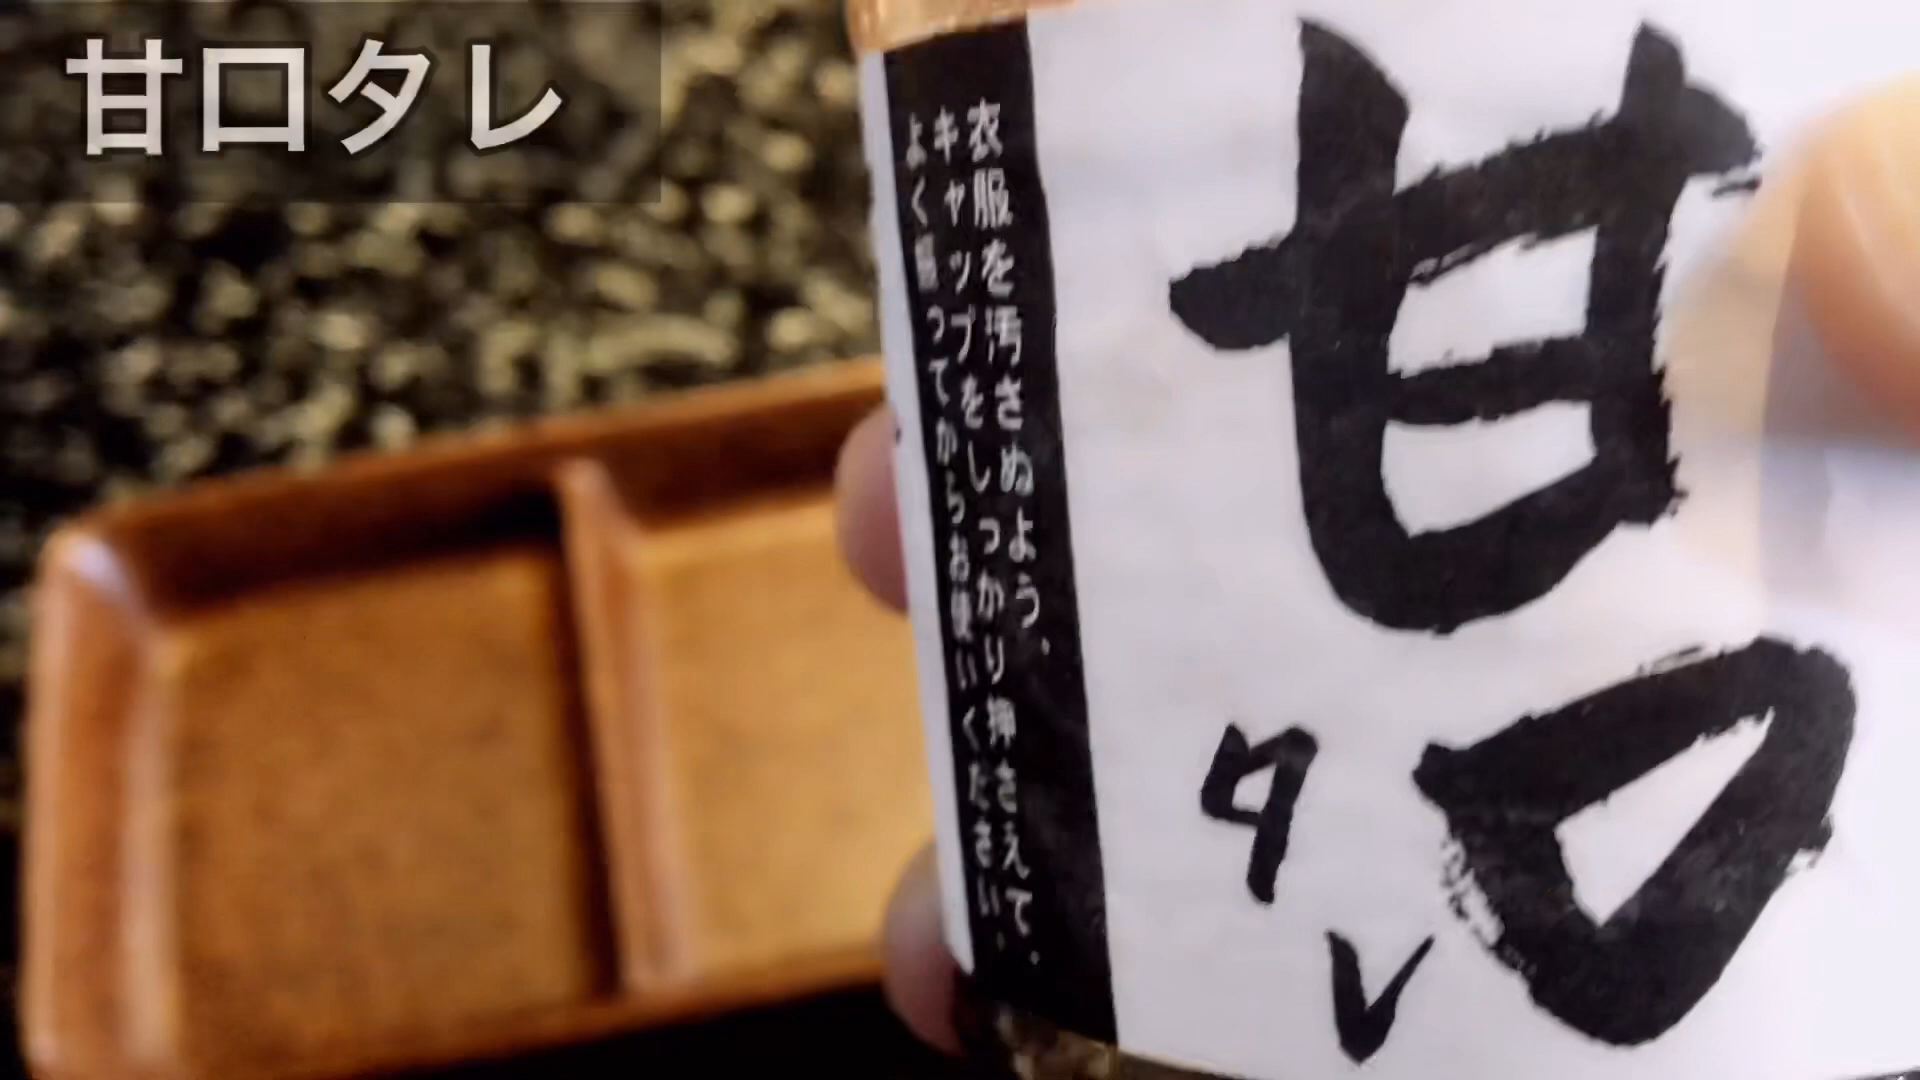 甘口タレ
甘口
タレ
衣服を汚さぬよう、
キャップをしっかり押さえて、
よく振ってからお使いください。